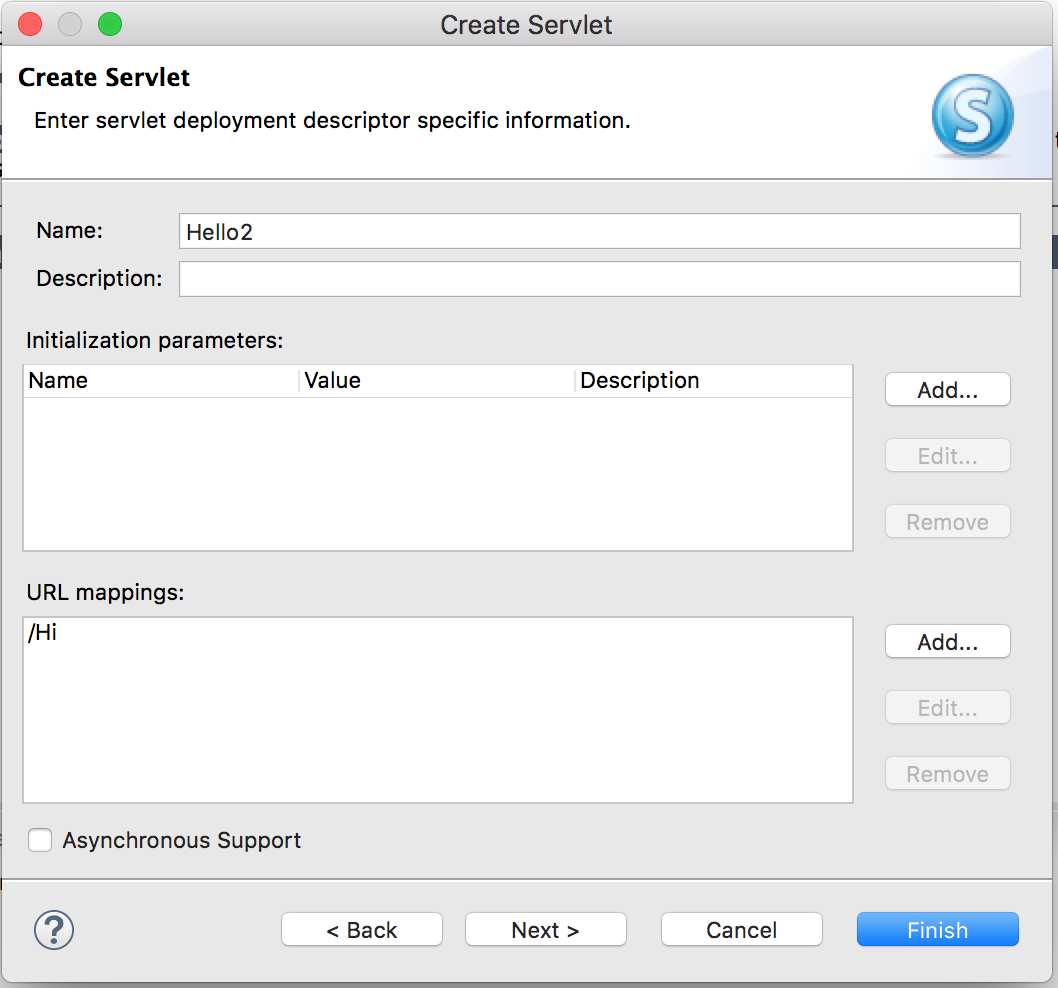 Create Servlet
Create Servlet
Enter servlet deployment descriptor specific information.
S
Name: Hello2
Description:
Initialization parameters:
Name Value Description
Add...
Edit...
Remove
URL mappings:
/Hi
Add...
Edit...
Remove
Asynchronous Support
? < Back Next > Cancel Finish